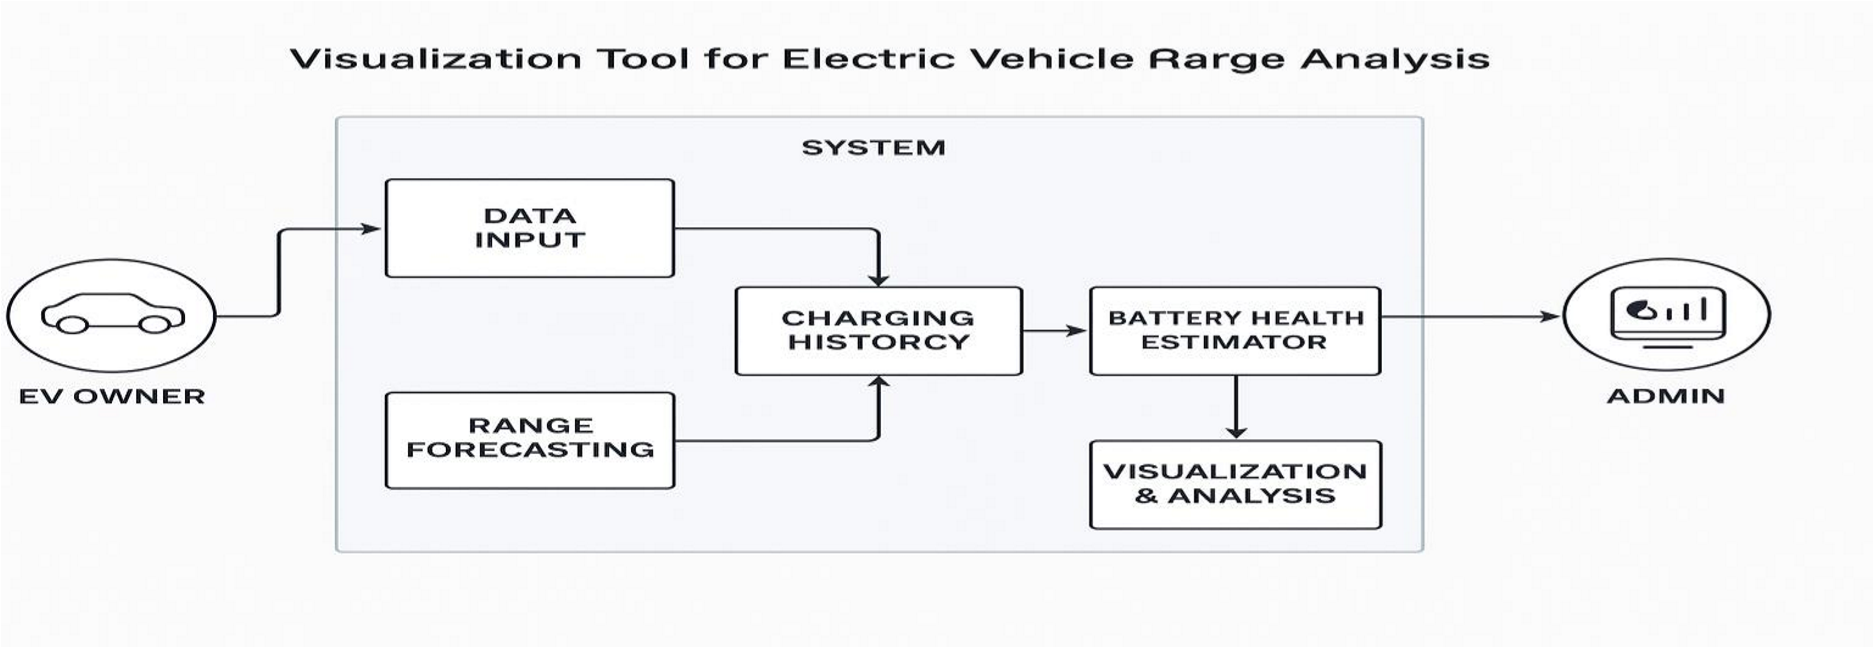 Visualization Tool for Electric Vehicle Rarge Analysis
SYSTEM
DATA
INPUT
CHARGING
HISTORCY
BATTERY HEALTH
ESTIMATOR
EV OWNER
ADMIN
RANGE
FORECASTING
VISUALIZATION
& ANALYSIS